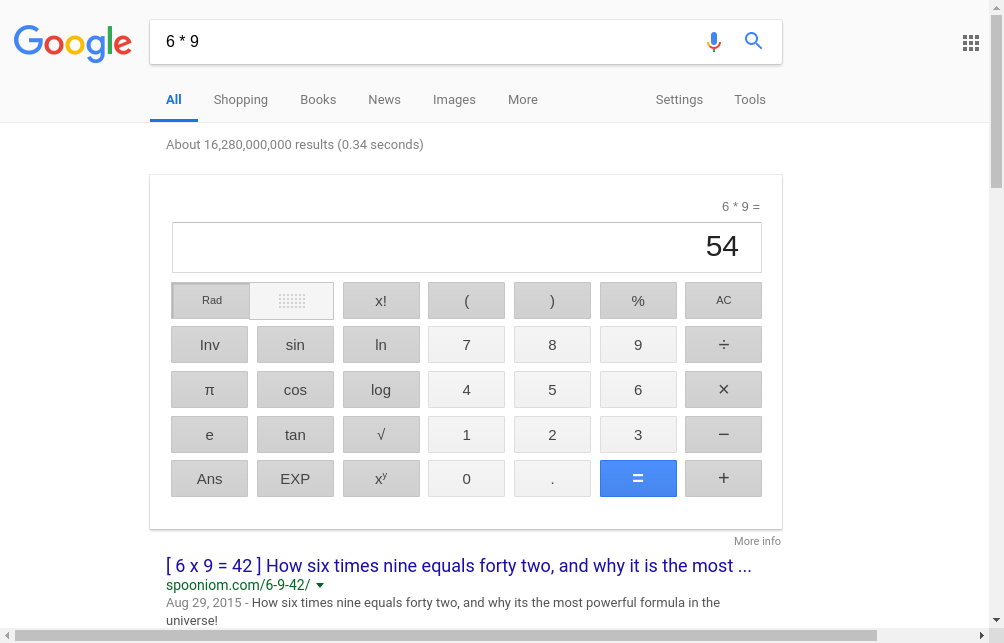 Google
6 * 9
All Shopping Books News Images More Settings Tools
About 16,280,000,000 results (0.34 seconds)
6 * 9 =
54
Rad x! ( ) % AC
Inv sin ln 7 8 9 ÷
π cos log 4 5 6 ×
e tan √ 1 2 3 −
Ans EXP xʸ 0 . = +
More info
[ 6 x 9 = 42 ] How six times nine equals forty two, and why it is the most ...
spooniom.com/6-9-42/
Aug 29, 2015 - How six times nine equals forty two, and why its the most powerful formula in the
universe!